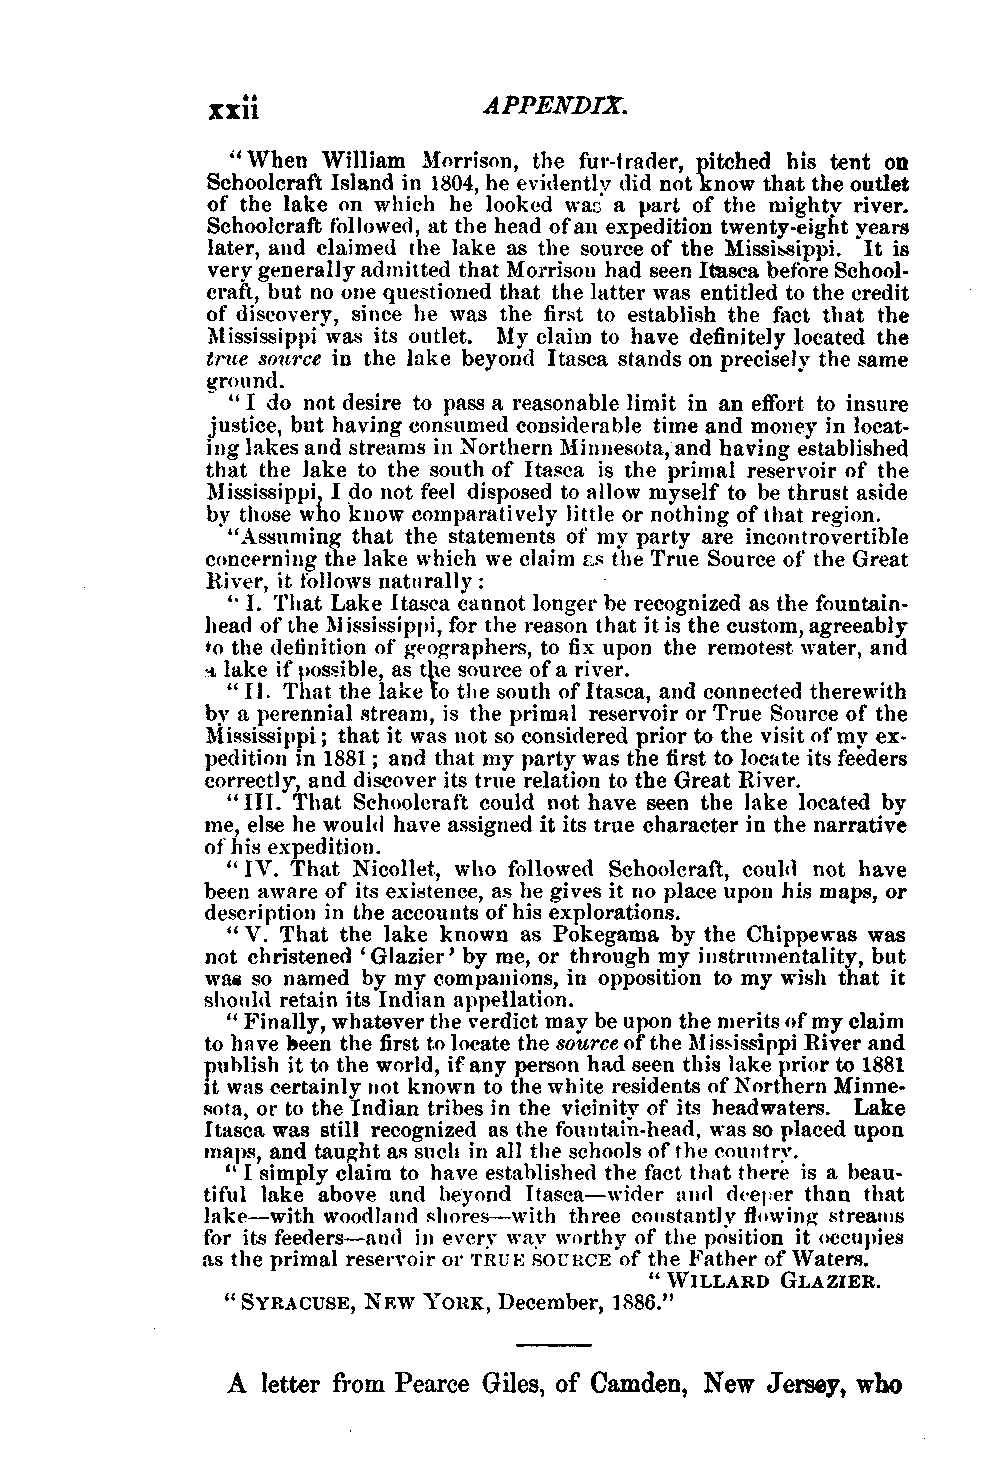 xxii APPENDIX.
"When William Morrison, the fur-trader, pitched his tent on
Schoolcraft Island in 1804, he evidently did not know that the outlet
of the lake on which he looked was a part of the mighty river.
Schoolcraft followed, at the head of an expedition twenty-eight years
later, and claimed the lake as the source of the Mississippi. It is
very generally admitted that Morrison had seen Itasca before School-
craft, but no one questioned that the latter was entitled to the credit
of discovery, since he was the first to establish the fact that the
Mississippi was its outlet. My claim to have definitely located the
true source in the lake beyond Itasca stands on precisely the same
ground.
"I do not desire to pass a reasonable limit in an effort to insure
justice, but having consumed considerable time and money in locat-
ing lakes and streams in Northern Minnesota, and having established
that the lake to the south of Itasca is the primal reservoir of the
Mississippi, I do not feel disposed to allow myself to be thrust aside
by those who know comparatively little or nothing of that region.
"Assuming that the statements of my party are incontrovertible
concerning the lake which we claim as the True Source of the Great
River, it follows naturally:
"I. That Lake Itasca cannot longer be recognized as the fountain-
head of the Mississippi, for the reason that it is the custom, agreeably
to the definition of geographers, to fix upon the remotest water, and
a lake if possible, as the source of a river.
"II. That the lake to the south of Itasca, and connected therewith
by a perennial stream, is the primal reservoir or True Source of the
Mississippi; that it was not so considered prior to the visit of my ex-
pedition in 1881; and that my party was the first to locate its feeders
correctly, and discover its true relation to the Great River.
"III. That Schoolcraft could not have seen the lake located by
me, else he would have assigned it its true character in the narrative
of his expedition.
"IV. That Nicollet, who followed Schoolcraft, could not have
been aware of its existence, as he gives it no place upon his maps, or
description in the accounts of his explorations.
"V. That the lake known as Pokegama by the Chippewas was
not christened 'Glazier' by me, or through my instrumentality, but
was so named by my companions, in opposition to my wish that it
should retain its Indian appellation.
"Finally, whatever the verdict may be upon the merits of my claim
to have been the first to locate the source of the Mississippi River and
publish it to the world, if any person had seen this lake prior to 1881
it was certainly not known to the white residents of Northern Minne-
sota, or to the Indian tribes in the vicinity of its headwaters. Lake
Itasca was still recognized as the fountain-head, was so placed upon
maps, and taught as such in all the schools of the country.
"I simply claim to have established the fact that there is a beau-
tiful lake above and beyond Itasca—wider and deeper than that
lake—with woodland shores—with three constantly flowing streams
for its feeders—and in every way worthy of the position it occupies
as the primal reservoir or TRUE SOURCE of the Father of Waters.
"WILLARD GLAZIER.
"SYRACUSE, NEW YORK, December, 1886."
A letter from Pearce Giles, of Camden, New Jersey, who